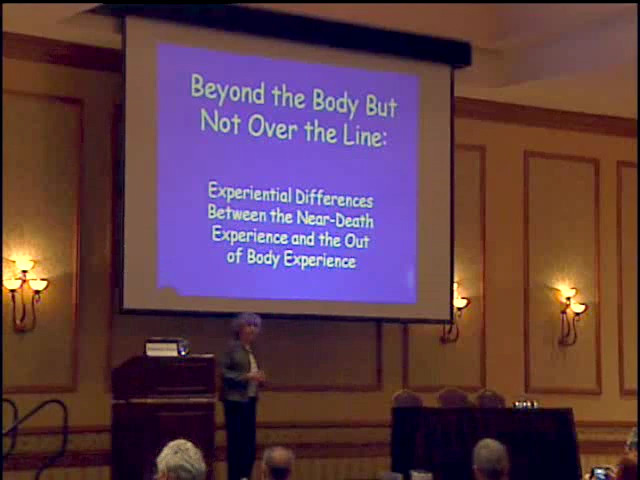 Beyond the Body But
Not Over the Line:
Experiential Differences
Between the Near-Death
Experience and the Out
of Body Experience